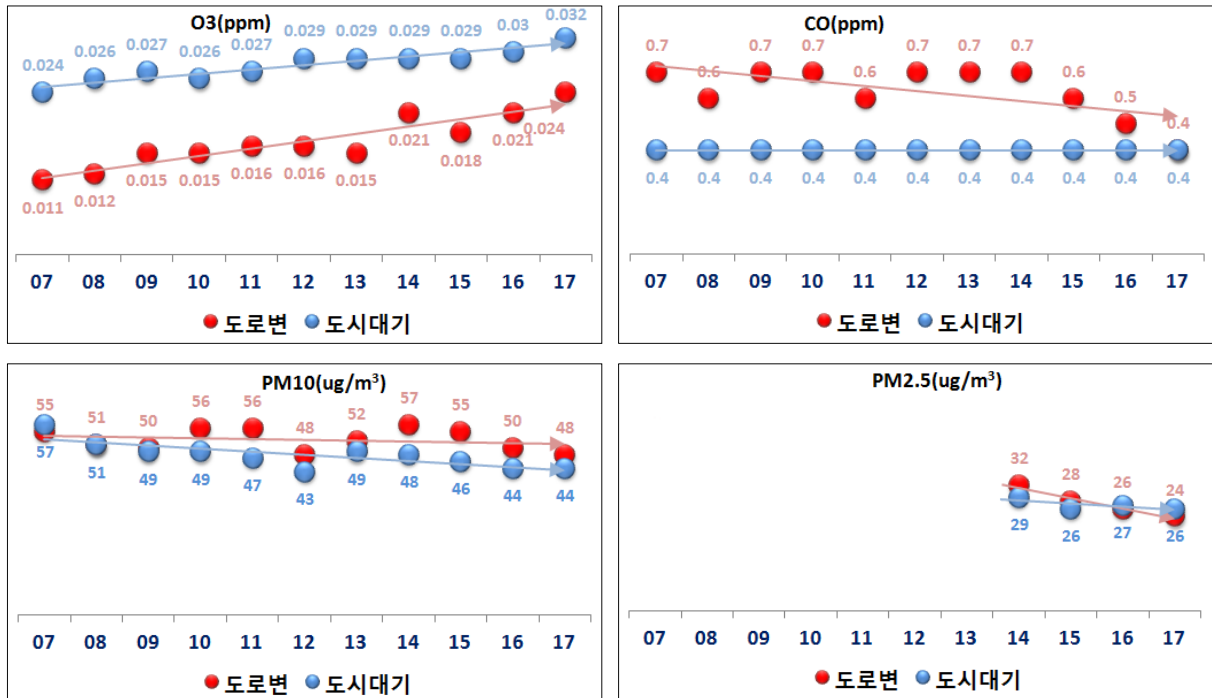 O3(ppm)
0.024 0.026 0.027 0.026 0.027 0.029 0.029 0.029 0.029 0.03 0.032
0.011 0.012 0.015 0.015 0.016 0.016 0.015 0.021 0.018 0.021 0.024
07 08 09 10 11 12 13 14 15 16 17
도로변 도시대기
CO(ppm)
0.7 0.6 0.7 0.7 0.6 0.7 0.7 0.7 0.6 0.5 0.4
0.4 0.4 0.4 0.4 0.4 0.4 0.4 0.4 0.4 0.4 0.4
07 08 09 10 11 12 13 14 15 16 17
도로변 도시대기
PM10(ug/m³)
55 51 50 56 56 48 52 57 55 50 48
57 51 49 49 47 43 49 48 46 44 44
07 08 09 10 11 12 13 14 15 16 17
도로변 도시대기
PM2.5(ug/m³)
32 28 26 24
29 26 27 26
07 08 09 10 11 12 13 14 15 16 17
도로변 도시대기